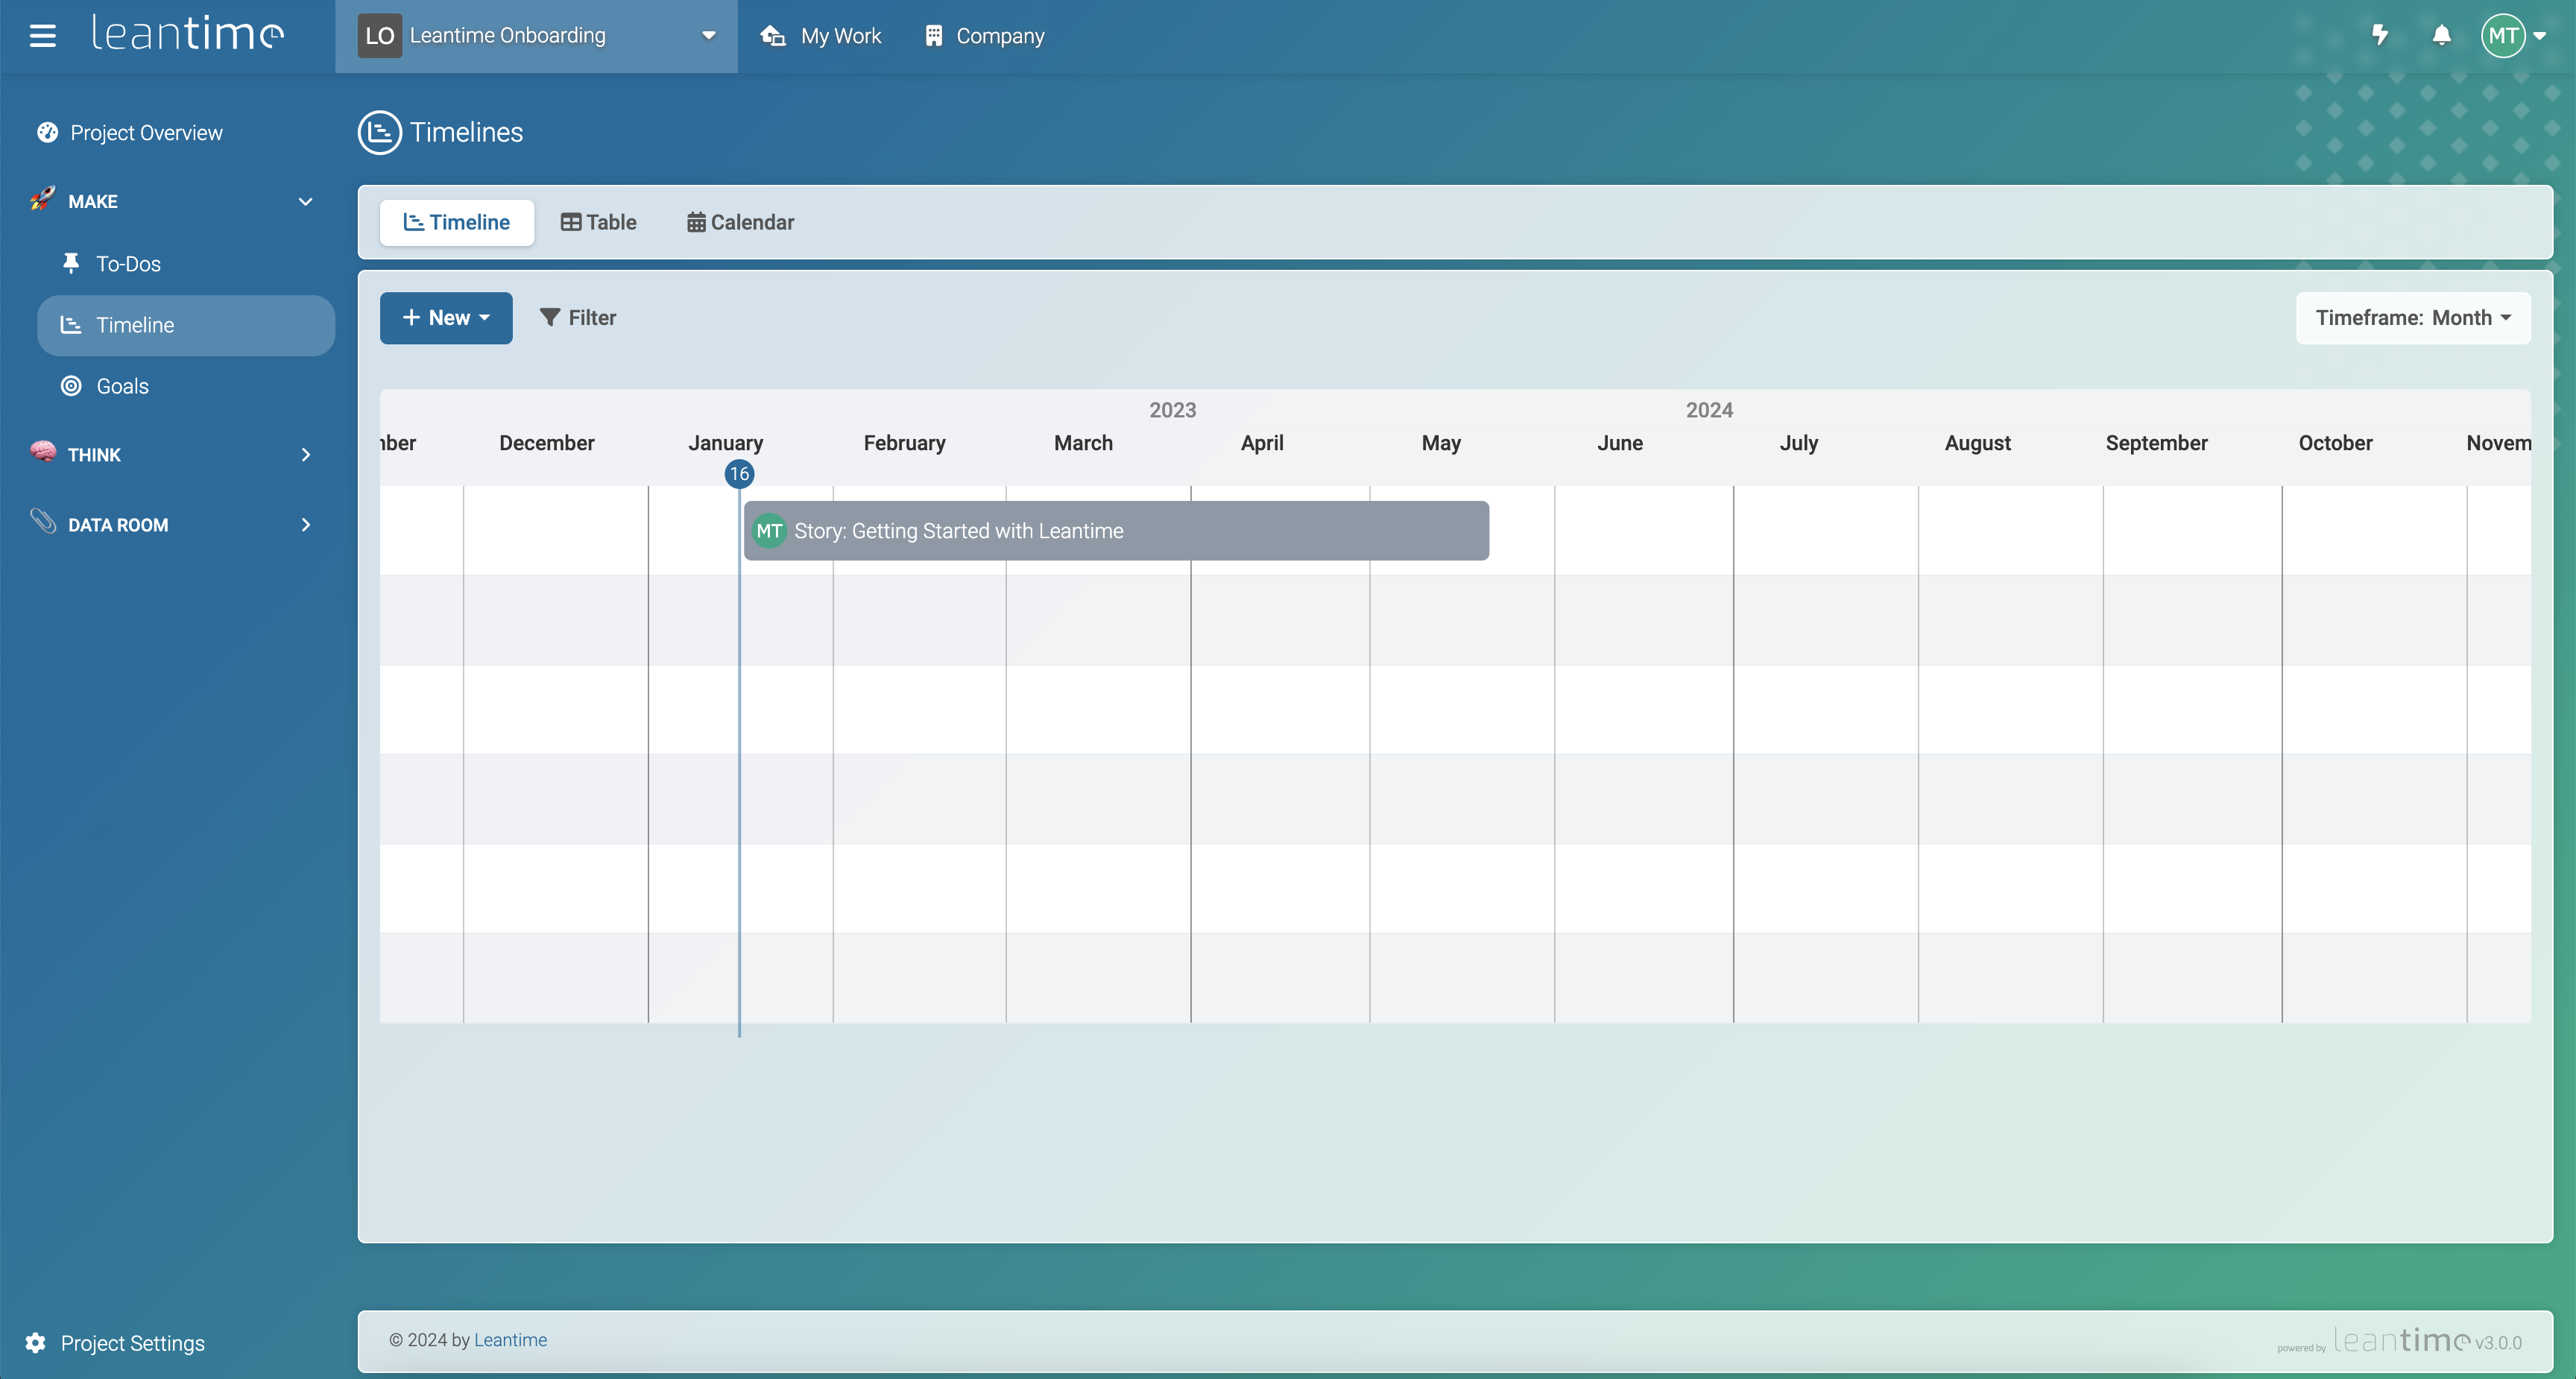 leantime
LO Leantime Onboarding
My Work
Company
MT
Project Overview
MAKE
To-Dos
Timeline
Goals
THINK
DATA ROOM
Project Settings
Timelines
Timeline
Table
Calendar
+ New
Filter
Timeframe: Month
2023 2024
December January February March April May June July August September October
16
MT Story: Getting Started with Leantime
© 2024 by Leantime
powered by leantime v3.0.0